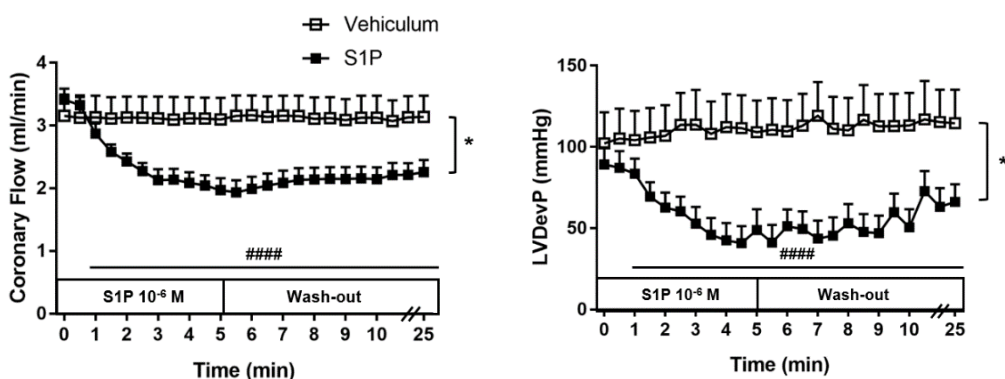 Vehiculum
S1P
Coronary Flow (ml/min)
4
3
2
1
0
*
####
S1P 10-6 M
Wash-out
0 1 2 3 4 5 6 7 8 9 10 25
Time (min)
LVDevP (mmHg)
150
100
50
0
*
####
S1P 10-6 M
Wash-out
0 1 2 3 4 5 6 7 8 9 10 25
Time (min)